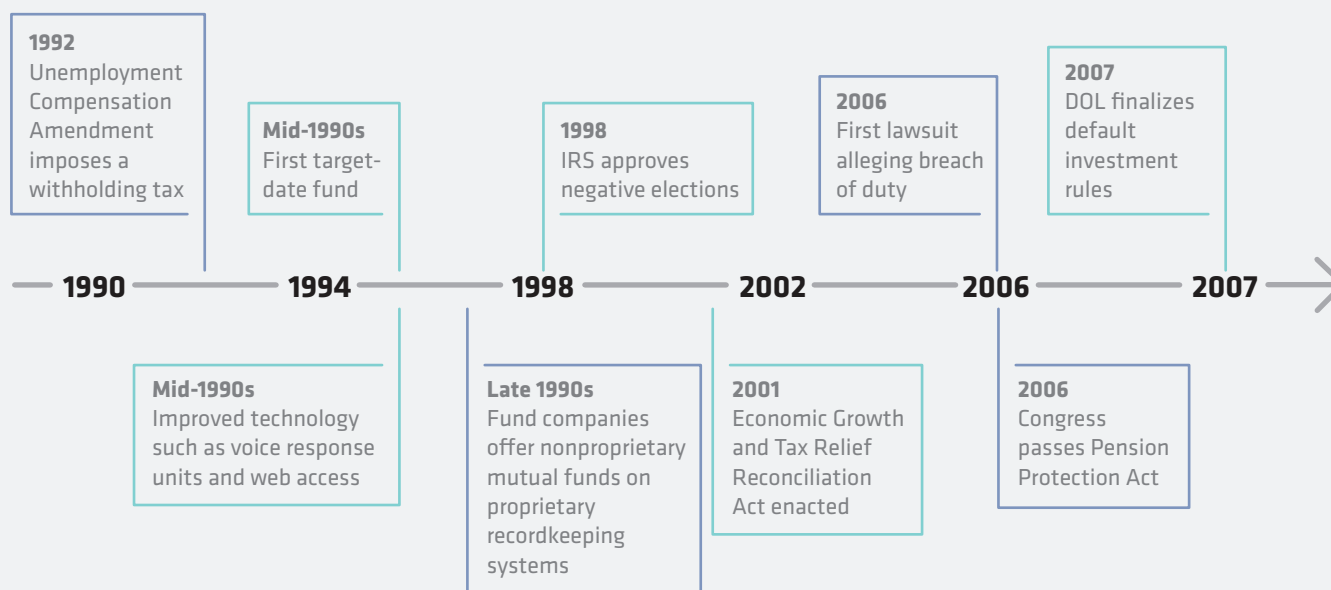 1992
Unemployment
Compensation
Amendment
imposes a
withholding tax
Mid-1990s
First target-
date fund
1998
IRS approves
negative elections
2006
First lawsuit
alleging breach
of duty
2007
DOL finalizes
default
investment
rules
1990 1994 1998 2002 2006 2007
Mid-1990s
Improved technology
such as voice response
units and web access
Late 1990s
Fund companies
offer nonproprietary
mutual funds on
proprietary
recordkeeping
systems
2001
Economic Growth
and Tax Relief
Reconciliation
Act enacted
2006
Congress
passes Pension
Protection Act